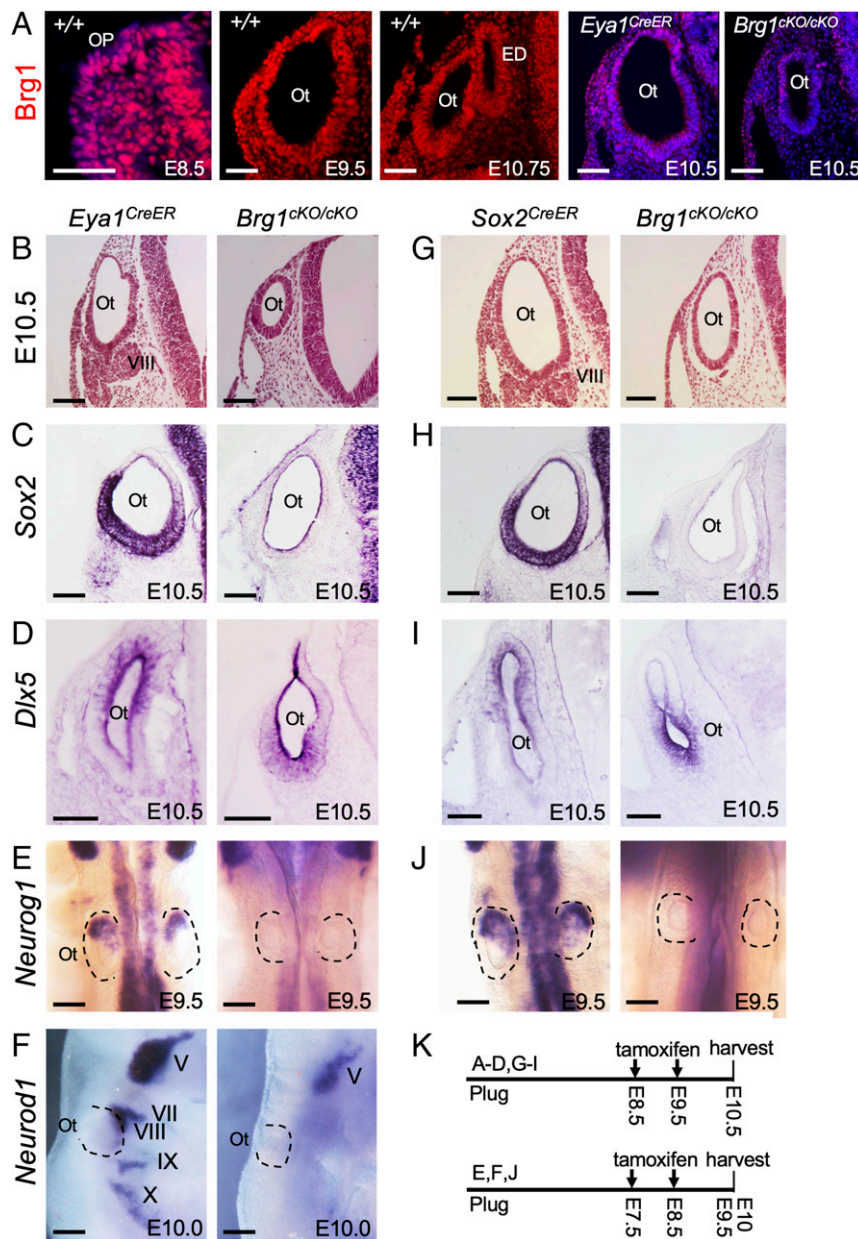 A
Brg1
+/+
OP
E8.5
+/+
Ot
E9.5
+/+
ED
Ot
E10.75
Eya1CreER
Ot
E10.5
Brg1cKO/cKO
Ot
E10.5
Eya1CreER Brg1cKO/cKO
Sox2CreER Brg1cKO/cKO
B
E10.5
Ot
VIII
Ot
G
Ot
VIII
Ot
C
Sox2
Ot
E10.5
Ot
E10.5
H
Ot
E10.5
Ot
E10.5
D
Dlx5
Ot
E10.5
Ot
E10.5
I
Ot
E10.5
Ot
E10.5
E
Neurog1
Ot
E9.5
E9.5
J
E9.5
E9.5
F
Neurod1
V
Ot
VII
VIII
IX
X
E10.0
V
Ot
E10.0
K
A-D,G-I
tamoxifen
harvest
Plug
E8.5
E9.5
E10.5
E,F,J
tamoxifen
harvest
Plug
E7.5
E8.5
E9.5
E10